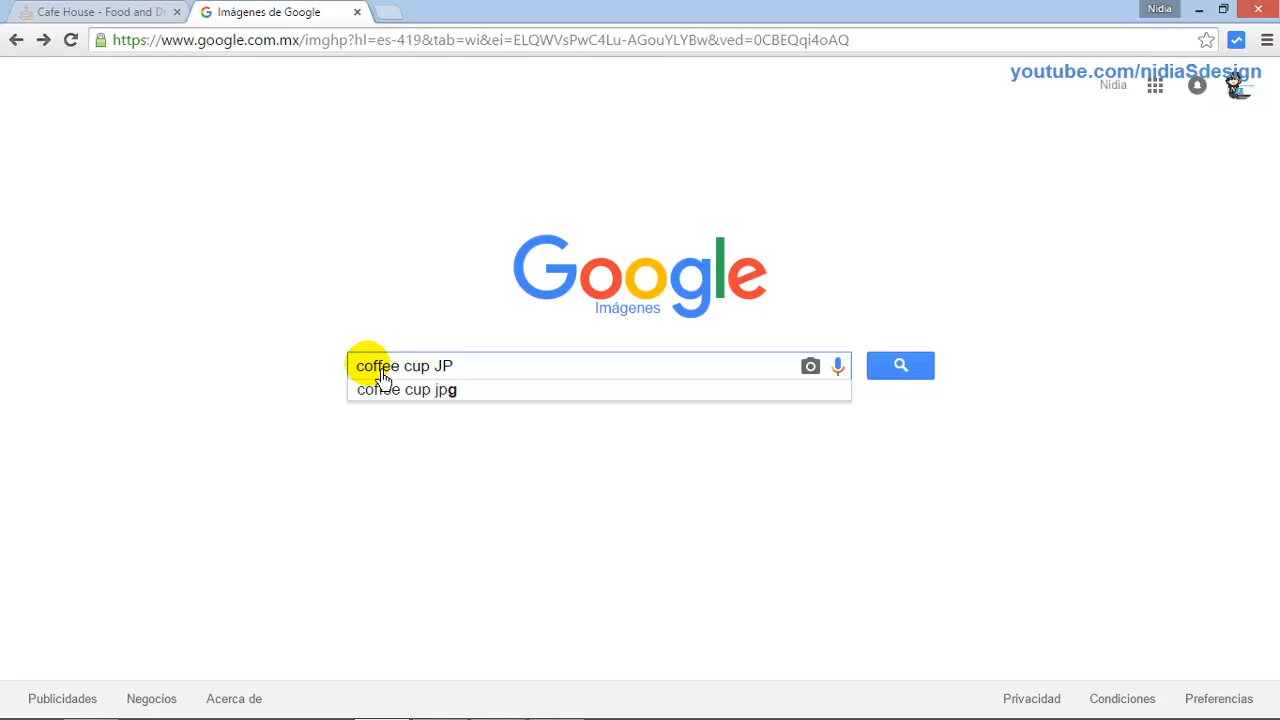 Cafe House - Food and Dr
Imágenes de Google
Nidia
https://www.google.com.mx/imghp?hl=es-419&tab=wi&ei=ELQWVsPwC4Lu-AGouYLYBw&ved=0CBEQqi4oAQ
youtube.com/nidiaSdesign
Nidia
Google
Imágenes
coffee cup JP
coffee cup jpg
Publicidades Negocios Acerca de Privacidad Condiciones Preferencias